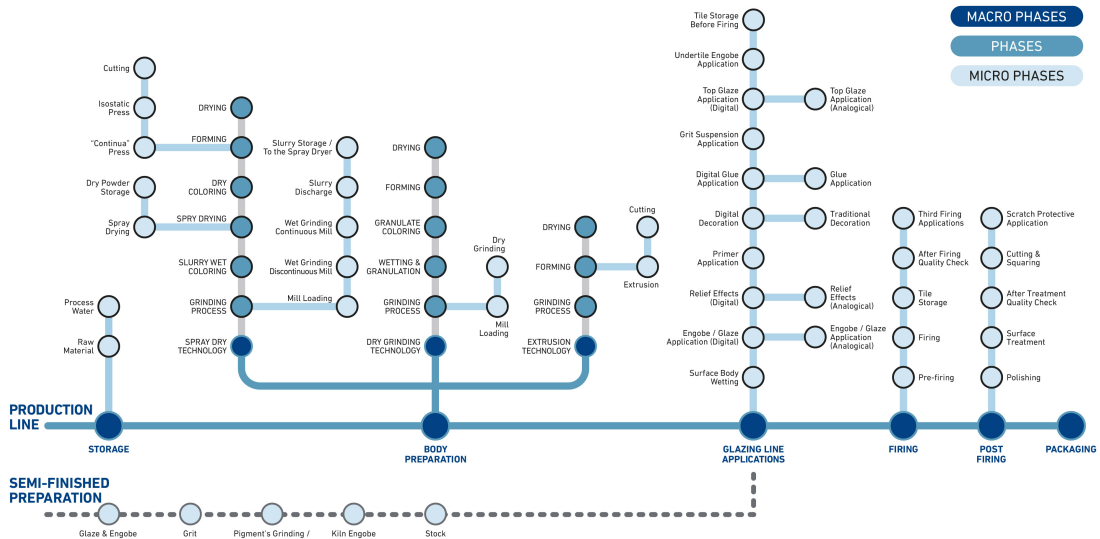 MACRO PHASES
PHASES
MICRO PHASES
Cutting
Isostatic
Press
"Continua"
Press
Dry Powder
Storage
Spray
Drying
Process
Water
Raw
Material
DRYING
FORMING
DRY
COLORING
SPRY DRYING
SLURRY WET
COLORING
GRINDING
PROCESS
SPRAY DRY
TECHNOLOGY
Slurry Storage /
To the Spray Dryer
Slurry
Discharge
Wet Grinding
Continuous Mill
Wet Grinding
Discontinuous Mill
Mill Loading
DRYING
FORMING
GRANULATE
COLORING
WETTING &
GRANULATION
GRINDING
PROCESS
DRY GRINDING
TECHNOLOGY
Dry
Grinding
Mill
Loading
DRYING
FORMING
GRINDING
PROCESS
EXTRUSION
TECHNOLOGY
Cutting
Extrusion
Tile Storage
Before Firing
Undertile Engobe
Application
Top Glaze
Application
(Digital)
Top Glaze
Application
(Analogical)
Grit Suspension
Application
Digital Glue
Application
Glue
Application
Digital
Decoration
Traditional
Decoration
Primer
Application
Relief Effects
(Digital)
Relief
Effects
(Analogical)
Engobe / Glaze
Application (Digital)
Engobe / Glaze
Application
(Analogical)
Surface Body
Wetting
Third Firing
Applications
After Firing
Quality Check
Tile
Storage
Firing
Pre-firing
Scratch Protective
Application
Cutting &
Squaring
After Treatment
Quality Check
Surface
Treatment
Polishing
PRODUCTION
LINE
STORAGE
BODY
PREPARATION
GLAZING LINE
APPLICATIONS
FIRING
POST
FIRING
PACKAGING
SEMI-FINISHED
PREPARATION
Glaze & Engobe
Grit
Pigment's Grinding /
Kiln Engobe
Stock